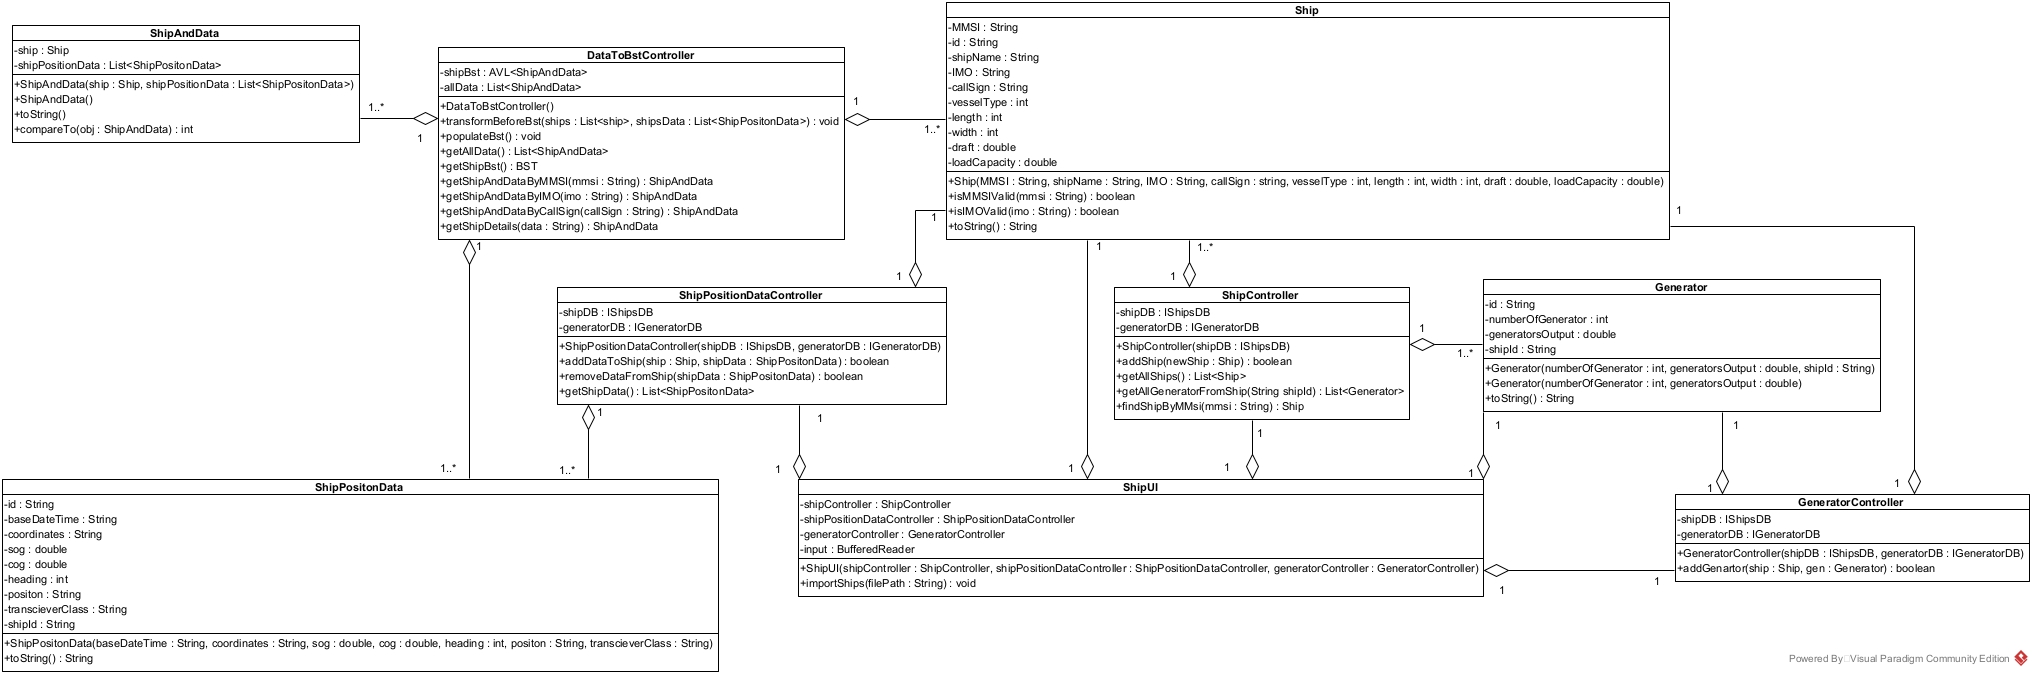 ShipAndData
-ship : Ship
-shipPositionData : List<ShipPositonData>
+ShipAndData(ship : Ship, shipPositionData : List<ShipPositonData>)
+ShipAndData()
+toString()
+compareTo(obj : ShipAndData) : int
1..*
1
DataToBstController
-shipBst : AVL<ShipAndData>
-allData : List<ShipAndData>
+DataToBstController()
+transformBeforeBst(ships : List<ship>, shipsData : List<ShipPositonData>) : void
+populateBst() : void
+getAllData() : List<ShipAndData>
+getShipBst() : BST
+getShipAndDataByMMSI(mmsi : String) : ShipAndData
+getShipAndDataByIMO(imo : String) : ShipAndData
+getShipAndDataByCallSign(callSign : String) : ShipAndData
+getShipDetails(data : String) : ShipAndData
1
1..*
Ship
-MMSI : String
-id : String
-shipName : String
-IMO : String
-callSign : String
-vesselType : int
-length : int
-width : int
-draft : double
-loadCapacity : double
+Ship(MMSI : String, shipName : String, IMO : String, callSign : string, vesselType : int, length : int, width : int, draft : double, loadCapacity : double)
+isMMSIValid(mmsi : String) : boolean
+isIMOValid(imo : String) : boolean
+toString() : String
1
1
1
1
1..*
1
1
ShipPositionDataController
-shipDB : IShipsDB
-generatorDB : IGeneratorDB
+ShipPositionDataController(shipDB : IShipsDB, generatorDB : IGeneratorDB)
+addDataToShip(ship : Ship, shipData : ShipPositonData) : boolean
+removeDataFromShip(shipData : ShipPositonData) : boolean
+getShipData() : List<ShipPositonData>
ShipController
-shipDB : IShipsDB
-generatorDB : IGeneratorDB
+ShipController(shipDB : IShipsDB)
+addShip(newShip : Ship) : boolean
+getAllShips() : List<Ship>
+getAllGeneratorFromShip(String shipId) : List<Generator>
+findShipByMMsi(mmsi : String) : Ship
1
1..*
Generator
-id : String
-numberOfGenerator : int
-generatorsOutput : double
-shipId : String
+Generator(numberOfGenerator : int, generatorsOutput : double, shipId : String)
+Generator(numberOfGenerator : int, generatorsOutput : double)
+toString() : String
1
1
1
1
1
1..*
1..*
1
1
1
1
1
1
ShipPositonData
-id : String
-baseDateTime : String
-coordinates : String
-sog : double
-cog : double
-heading : int
-positon : String
-transcieverClass : String
-shipId : String
+ShipPositonData(baseDateTime : String, coordinates : String, sog : double, cog : double, heading : int, positon : String, transcieverClass : String)
+toString() : String
ShipUI
-shipController : ShipController
-shipPositionDataController : ShipPositionDataController
-generatorController : GeneratorController
-input : BufferedReader
+ShipUI(shipController : ShipController, shipPositionDataController : ShipPositionDataController, generatorController : GeneratorController)
+importShips(filePath : String) : void
1
1
GeneratorController
-shipDB : IShipsDB
-generatorDB : IGeneratorDB
+GeneratorController(shipDB : IShipsDB, generatorDB : IGeneratorDB)
+addGenartor(ship : Ship, gen : Generator) : boolean
Powered By Visual Paradigm Community Edition